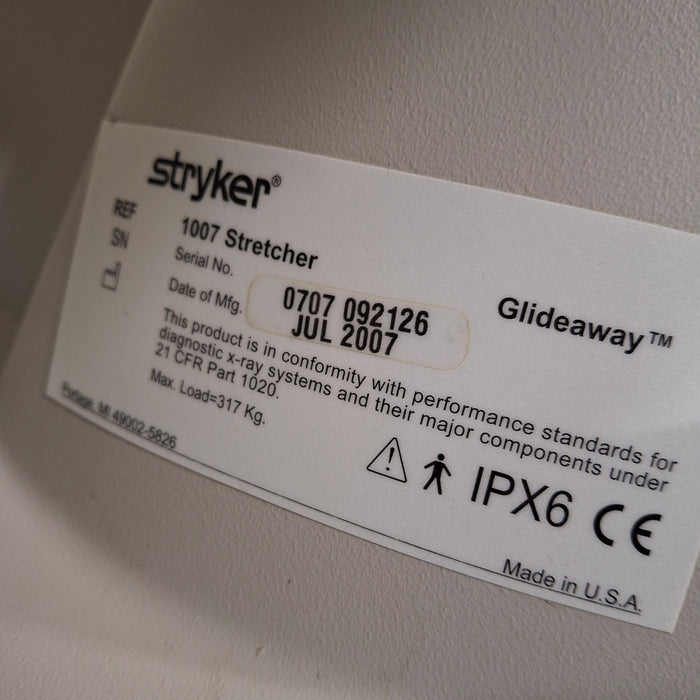 stryker®
REF 1007 Stretcher
SN Serial No. 0707 092126
Date of Mfg. JUL 2007
Glideaway™
This product is in conformity with performance standards for
diagnostic x-ray systems and their major components under
21 CFR Part 1020.
Max. Load=317 Kg.
Portage, MI 49002-5826
IPX6 CE
Made in U.S.A.